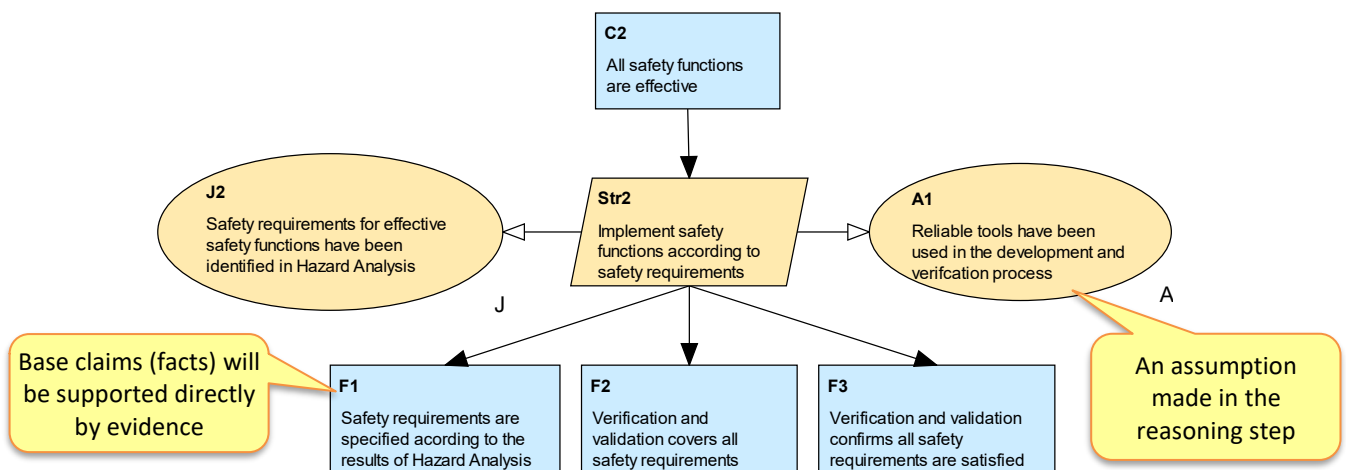 C2
All safety functions
are effective
J2
Safety requirements for effective
safety functions have been
identified in Hazard Analysis
J
Str2
Implement safety
functions according to
safety requirements
A1
Reliable tools have been
used in the development and
verifcation process
A
Base claims (facts) will
be supported directly
by evidence
An assumption
made in the
reasoning step
F1
Safety requirements are
specified acording to the
results of Hazard Analysis
F2
Verification and
validation covers all
safety requirements
F3
Verification and validation
confirms all safety
requirements are satisfied